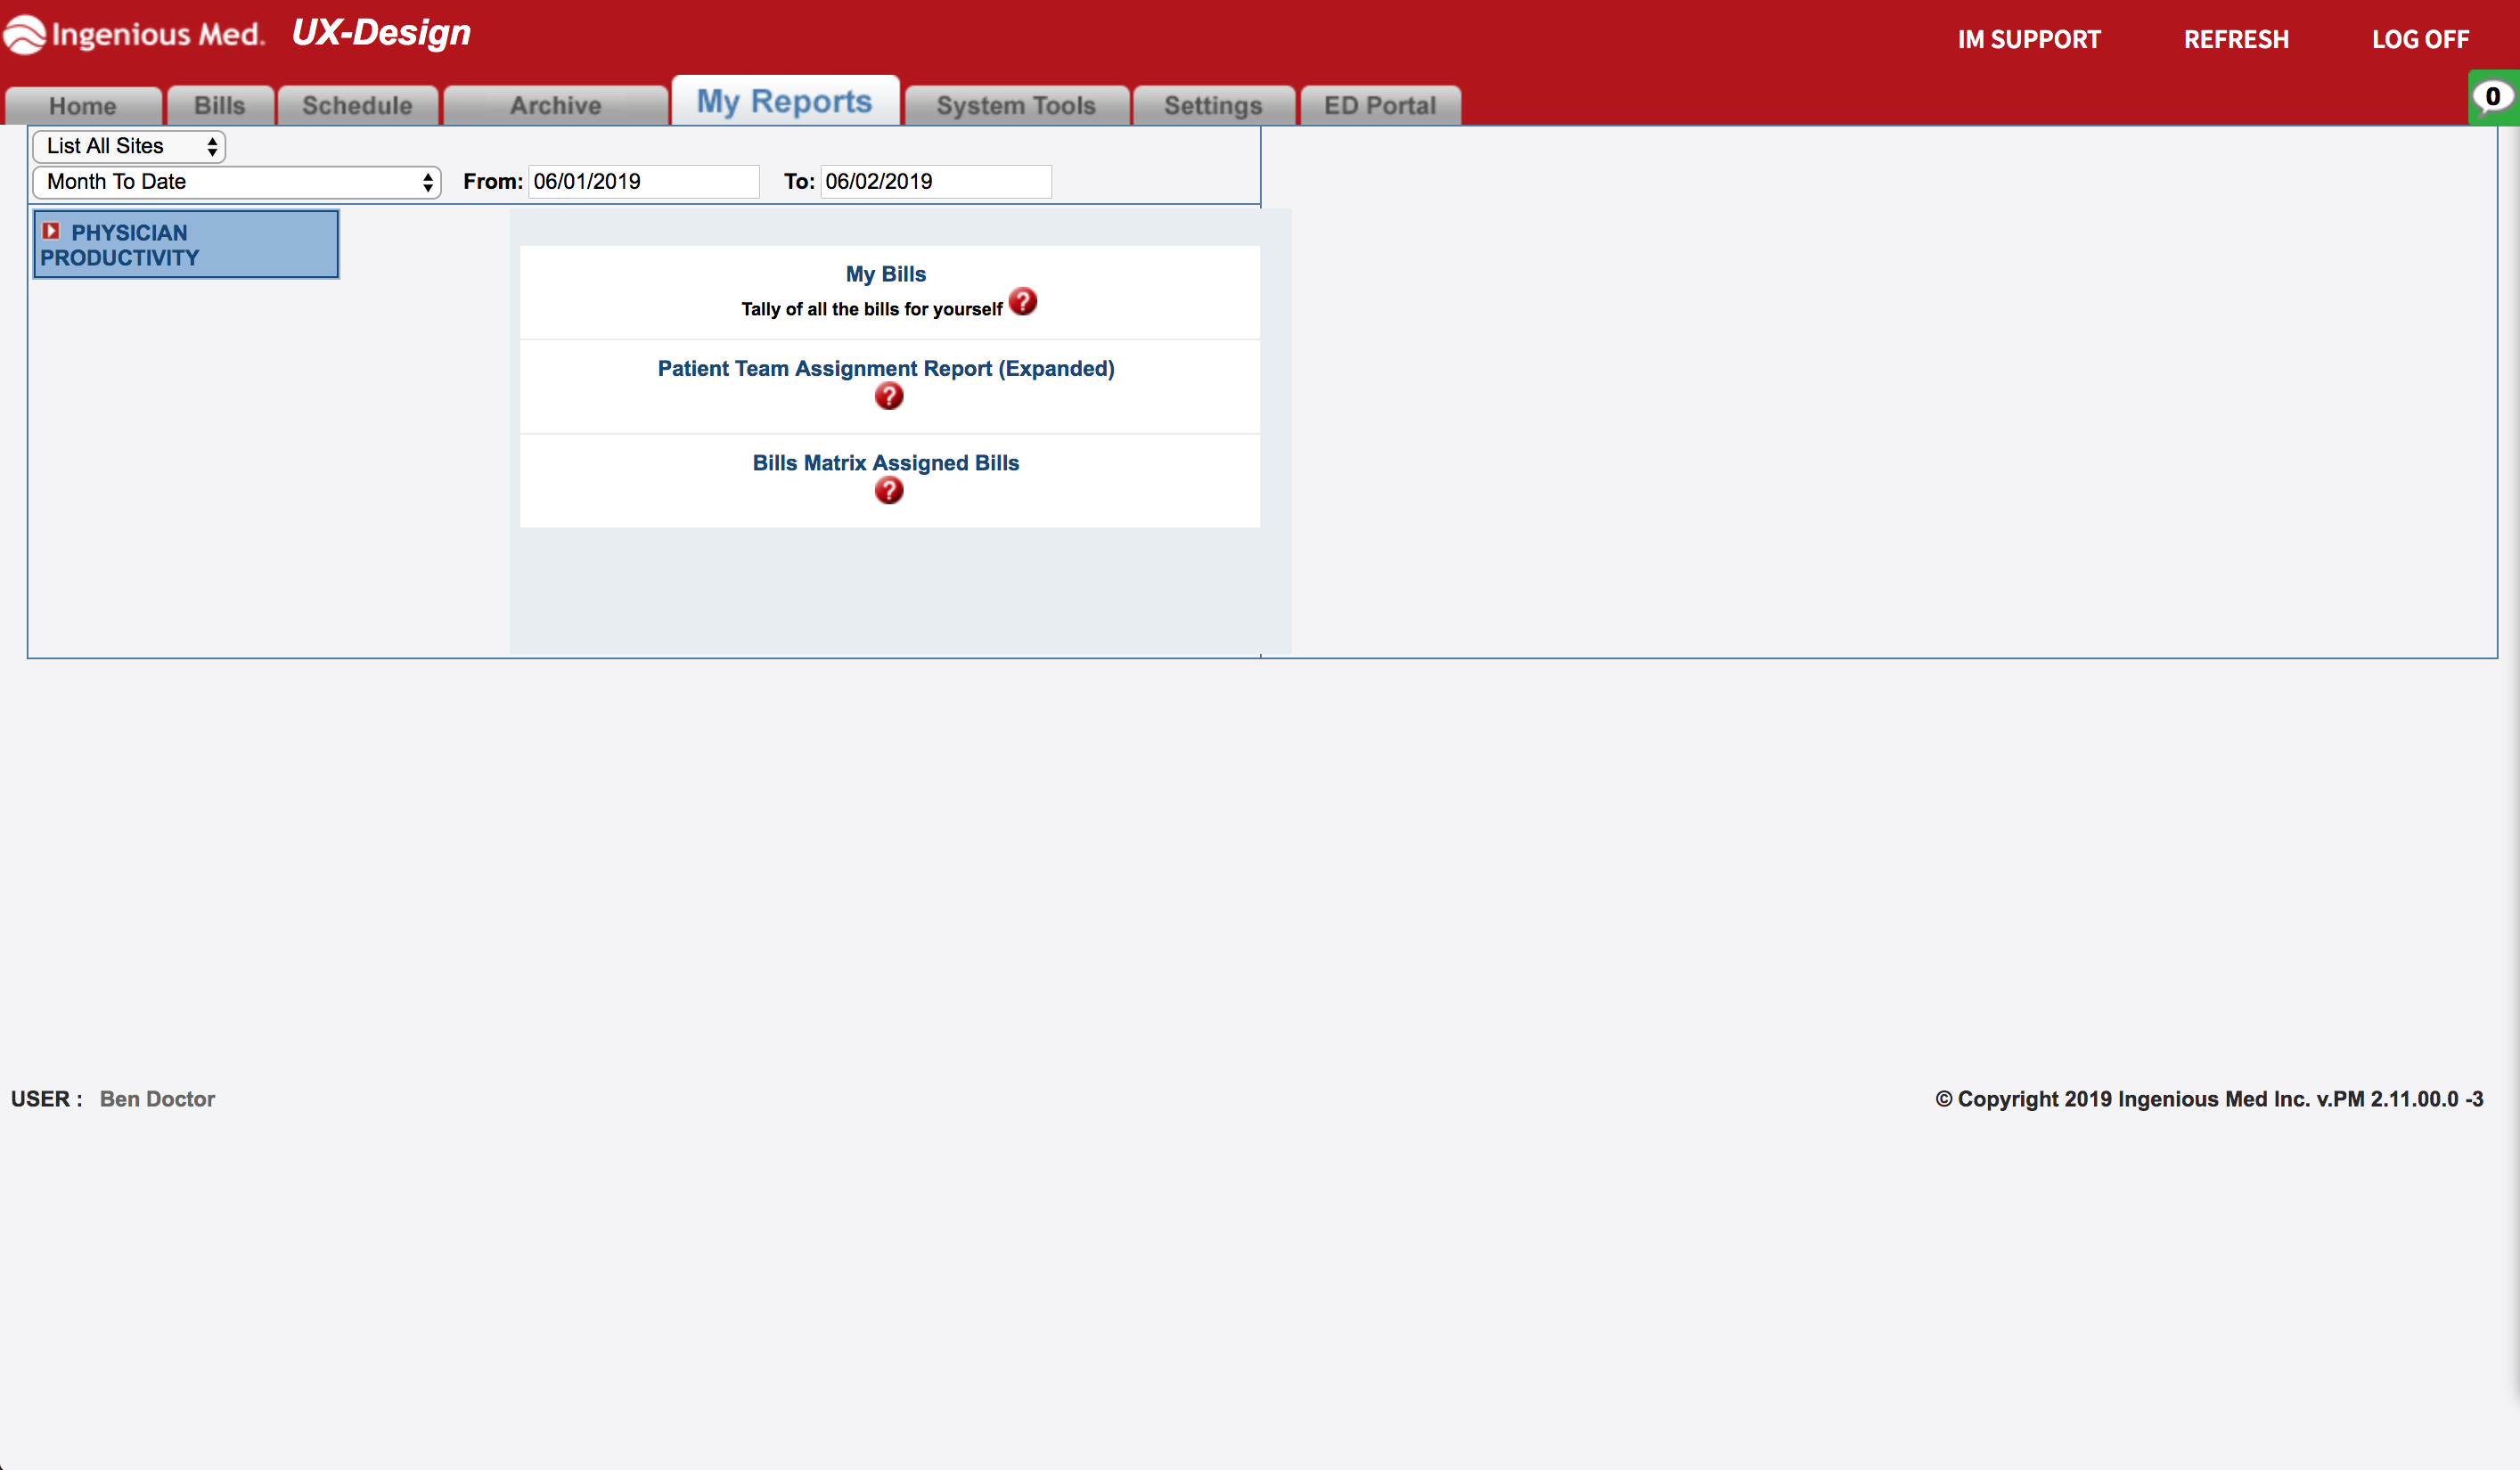 Ingenious Med. UX-Design
IM SUPPORT REFRESH LOG OFF
Home Bills Schedule Archive My Reports System Tools Settings ED Portal
0
List All Sites
Month To Date From: 06/01/2019 To: 06/02/2019
PHYSICIAN
PRODUCTIVITY
My Bills
Tally of all the bills for yourself ?
Patient Team Assignment Report (Expanded)
?
Bills Matrix Assigned Bills
?
USER : Ben Doctor
© Copyright 2019 Ingenious Med Inc. v.PM 2.11.00.0 -3